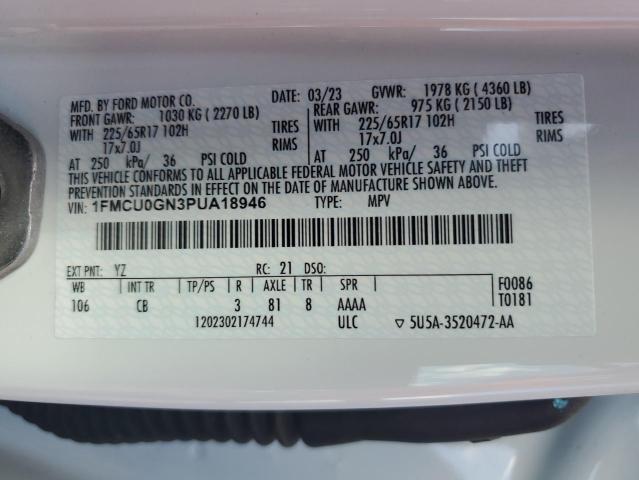 MFD. BY FORD MOTOR CO.
DATE: 03/23 GVWR: 1978 KG ( 4360 LB)
FRONT GAWR: 1030 KG ( 2270 LB) REAR GAWR: 975 KG ( 2150 LB)
WITH 225/65R17 102H TIRES WITH 225/65R17 102H TIRES
17x7.0J RIMS 17x7.0J RIMS
AT 250 kPa/ 36 PSI COLD AT 250 kPa/ 36 PSI COLD
THIS VEHICLE CONFORMS TO ALL APPLICABLE FEDERAL MOTOR VEHICLE SAFETY AND THEFT
PREVENTION STANDARDS IN EFFECT ON THE DATE OF MANUFACTURE SHOWN ABOVE.
VIN: 1FMCU0GN3PUA18946 TYPE: MPV
EXT PNT: YZ RC: 21 DSO: F0086
WB INT TR TP/PS R AXLE TR SPR T0181
106 CB 3 81 8 AAAA
1202302174744 ULC ▽ 5U5A-3520472-AA